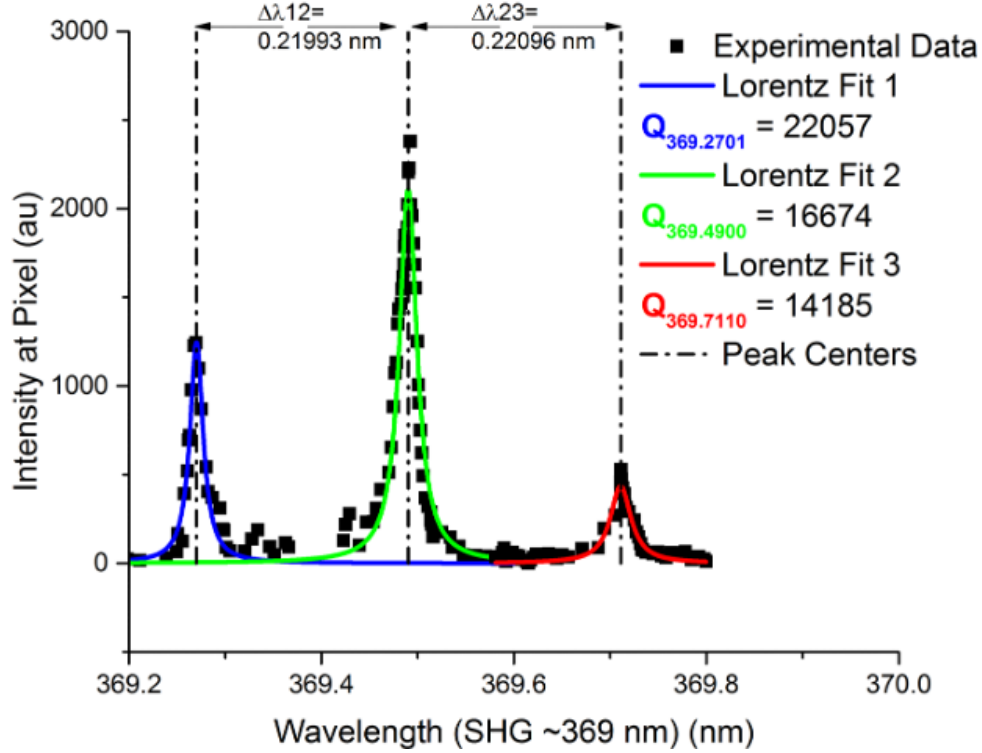 Δλ12=
0.21993 nm
Δλ23=
0.22096 nm
3000
2000
1000
0
Intensity at Pixel (au)
Experimental Data
Lorentz Fit 1
Q369.2701 = 22057
Lorentz Fit 2
Q369.4900 = 16674
Lorentz Fit 3
Q369.7110 = 14185
Peak Centers
369.2
369.4
369.6
369.8
370.0
Wavelength (SHG ~369 nm) (nm)